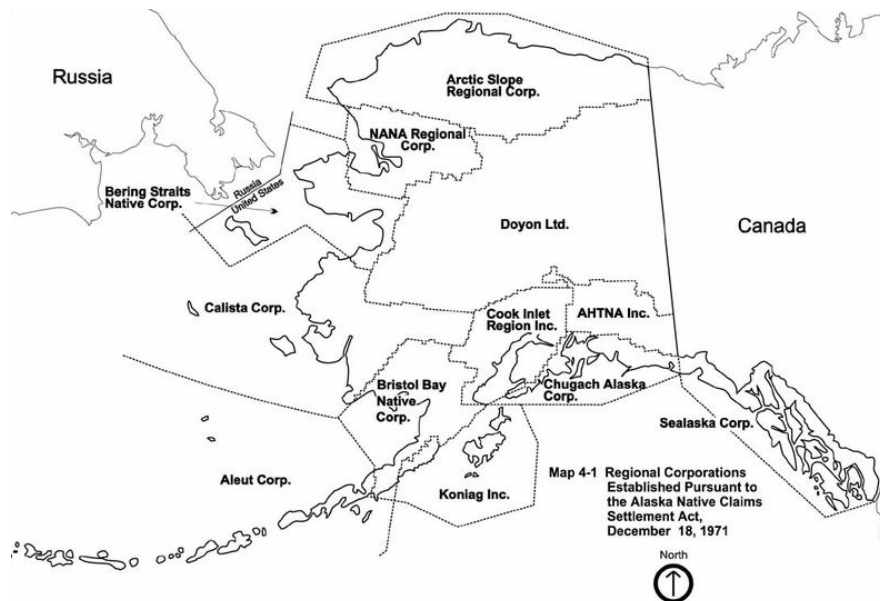 Russia
Arctic Slope
Regional Corp.
NANA Regional
Corp.
Bering Straits
Native Corp.
Russia
United States
Doyon Ltd.
Canada
Calista Corp.
Cook Inlet
Region Inc.
AHTNA Inc.
Bristol Bay
Native
Corp.
Chugach Alaska
Corp.
Sealaska Corp.
Aleut Corp.
Koniag Inc.
Map 4-1 Regional Corporations
Established Pursuant to
the Alaska Native Claims
Settlement Act,
December 18, 1971
North